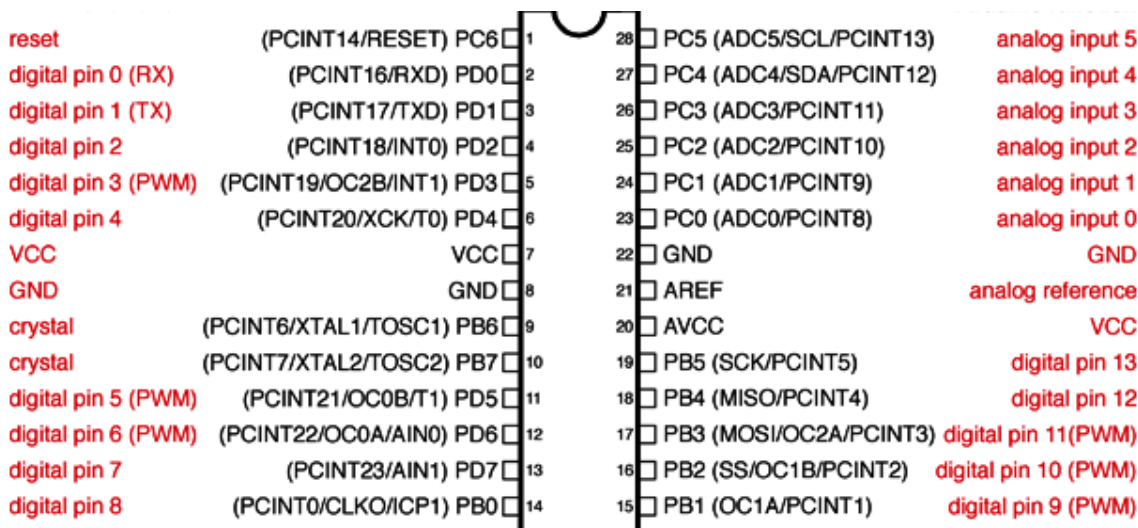 reset (PCINT14/RESET) PC6 1 28 PC5 (ADC5/SCL/PCINT13) analog input 5
digital pin 0 (RX) (PCINT16/RXD) PD0 2 27 PC4 (ADC4/SDA/PCINT12) analog input 4
digital pin 1 (TX) (PCINT17/TXD) PD1 3 26 PC3 (ADC3/PCINT11) analog input 3
digital pin 2 (PCINT18/INT0) PD2 4 25 PC2 (ADC2/PCINT10) analog input 2
digital pin 3 (PWM) (PCINT19/OC2B/INT1) PD3 5 24 PC1 (ADC1/PCINT9) analog input 1
digital pin 4 (PCINT20/XCK/T0) PD4 6 23 PC0 (ADC0/PCINT8) analog input 0
VCC VCC 7 22 GND GND
GND GND 8 21 AREF analog reference
crystal (PCINT6/XTAL1/TOSC1) PB6 9 20 AVCC VCC
crystal (PCINT7/XTAL2/TOSC2) PB7 10 19 PB5 (SCK/PCINT5) digital pin 13
digital pin 5 (PWM) (PCINT21/OC0B/T1) PD5 11 18 PB4 (MISO/PCINT4) digital pin 12
digital pin 6 (PWM) (PCINT22/OC0A/AIN0) PD6 12 17 PB3 (MOSI/OC2A/PCINT3) digital pin 11(PWM)
digital pin 7 (PCINT23/AIN1) PD7 13 16 PB2 (SS/OC1B/PCINT2) digital pin 10 (PWM)
digital pin 8 (PCINT0/CLKO/ICP1) PB0 14 15 PB1 (OC1A/PCINT1) digital pin 9 (PWM)